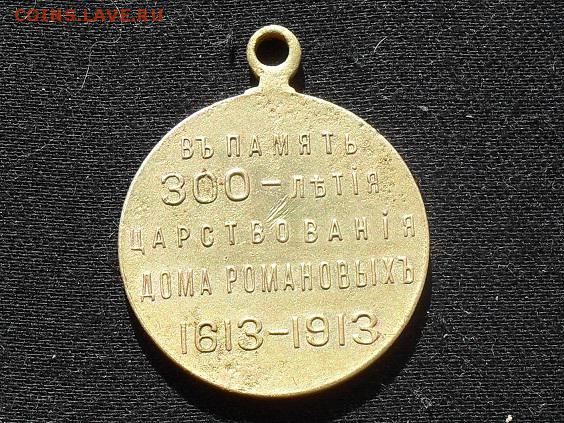 COINS.LAVE.RU
ВЪ ПАМЯТЬ
300-ЛѢТІЯ
ЦАРСТВОВАНІЯ
ДОМА РОМАНОВЫХЪ
1613-1913